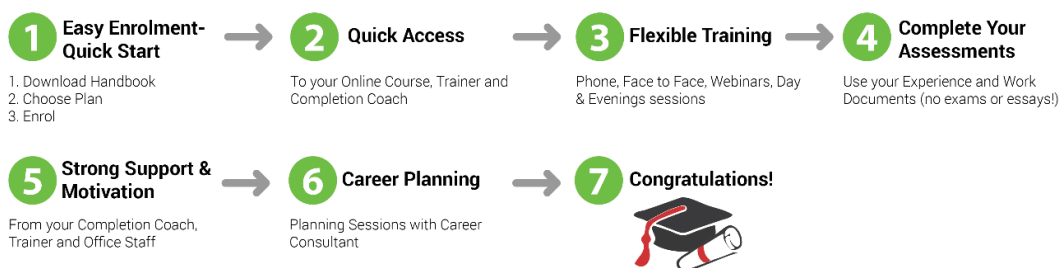 1 Easy Enrolment-
Quick Start
1. Download Handbook
2. Choose Plan
3. Enrol
2 Quick Access
To your Online Course, Trainer and
Completion Coach
3 Flexible Training
Phone, Face to Face, Webinars, Day
& Evenings sessions
4 Complete Your
Assessments
Use your Experience and Work
Documents (no exams or essays!)
5 Strong Support &
Motivation
From your Completion Coach,
Trainer and Office Staff
6 Career Planning
Planning Sessions with Career
Consultant
7 Congratulations!